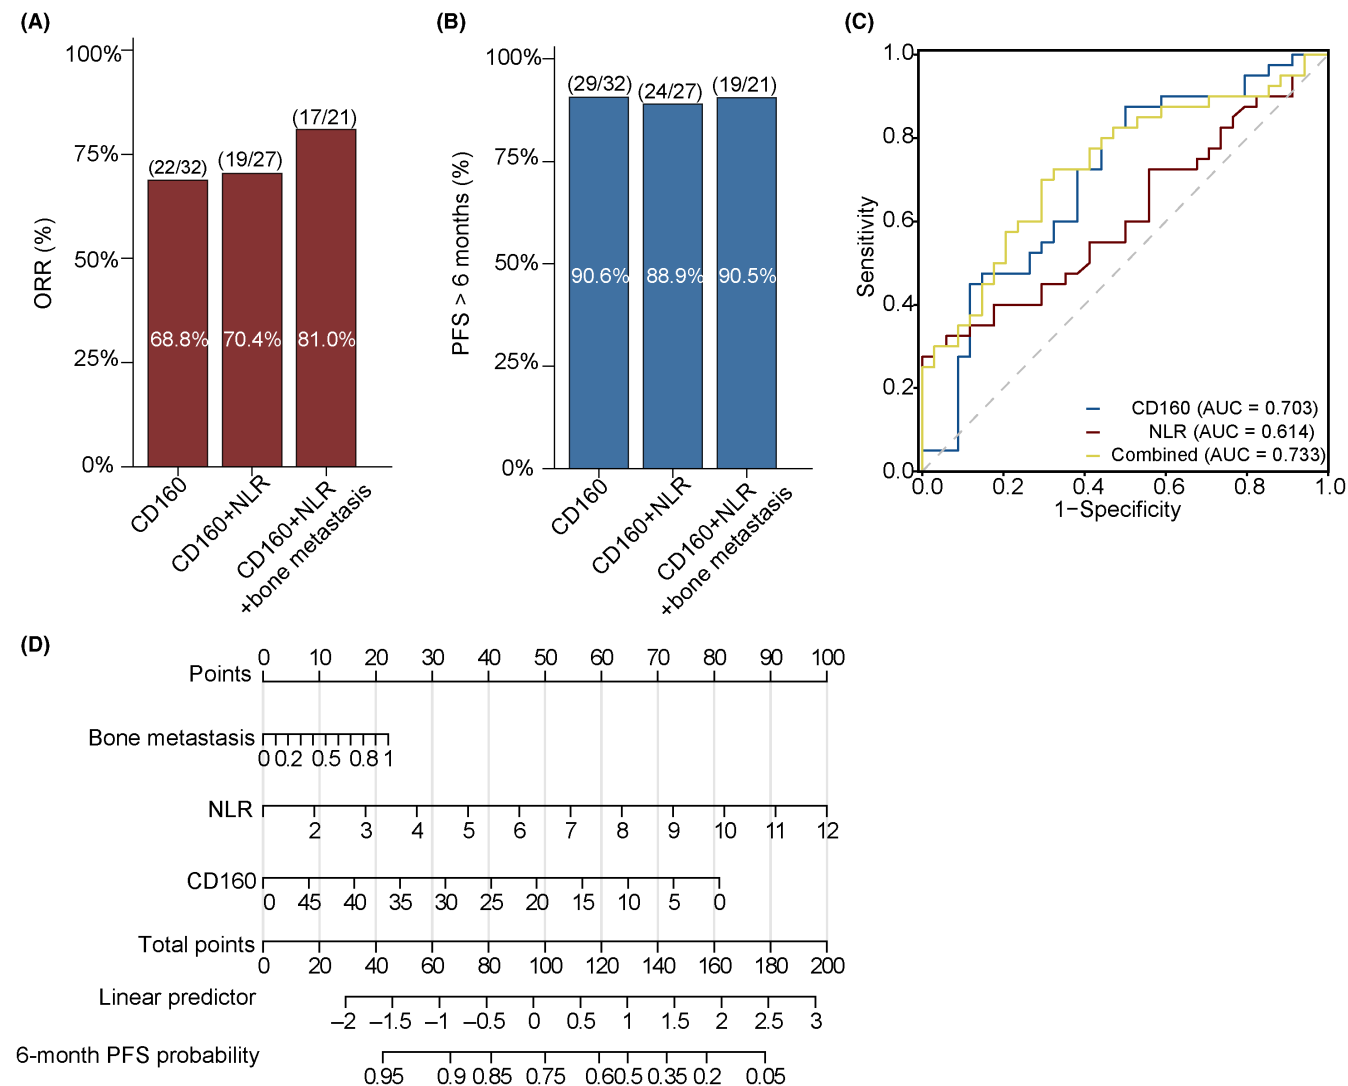 (A)
100%
75%
50%
25%
0%
ORR (%)
(22/32)
(19/27)
(17/21)
68.8%
70.4%
81.0%
CD160
CD160+NLR
CD160+NLR
+bone metastasis
(B)
100%
75%
50%
25%
0%
PFS > 6 months (%)
(29/32)
(24/27)
(19/21)
90.6%
88.9%
90.5%
CD160
CD160+NLR
CD160+NLR
+bone metastasis
(C)
1.0
0.8
0.6
0.4
0.2
0.0
Sensitivity
CD160 (AUC = 0.703)
NLR (AUC = 0.614)
Combined (AUC = 0.733)
0.0 0.2 0.4 0.6 0.8 1.0
1−Specificity
(D)
Points 0 10 20 30 40 50 60 70 80 90 100
Bone metastasis
0 0.2 0.5 0.8 1
NLR
2 3 4 5 6 7 8 9 10 11 12
CD160
0 45 40 35 30 25 20 15 10 5 0
Total points
0 20 40 60 80 100 120 140 160 180 200
Linear predictor
−2 −1.5 −1 −0.5 0 0.5 1 1.5 2 2.5 3
6-month PFS probability
0.95 0.9 0.85 0.75 0.60.5 0.35 0.2 0.05